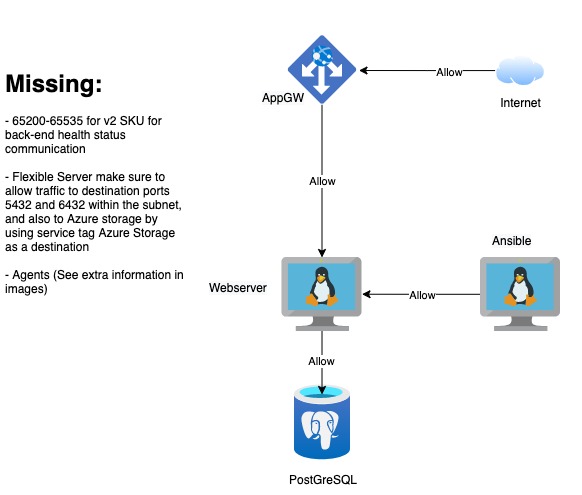 Missing:
- 65200-65535 for v2 SKU for
back-end health status
communication
- Flexible Server make sure to
allow traffic to destination ports
5432 and 6432 within the subnet,
and also to Azure storage by
using service tag Azure Storage
as a destination
- Agents (See extra information in
images)
Allow
AppGW
Internet
Allow
Ansible
Webserver
Allow
Allow
PostGreSQL